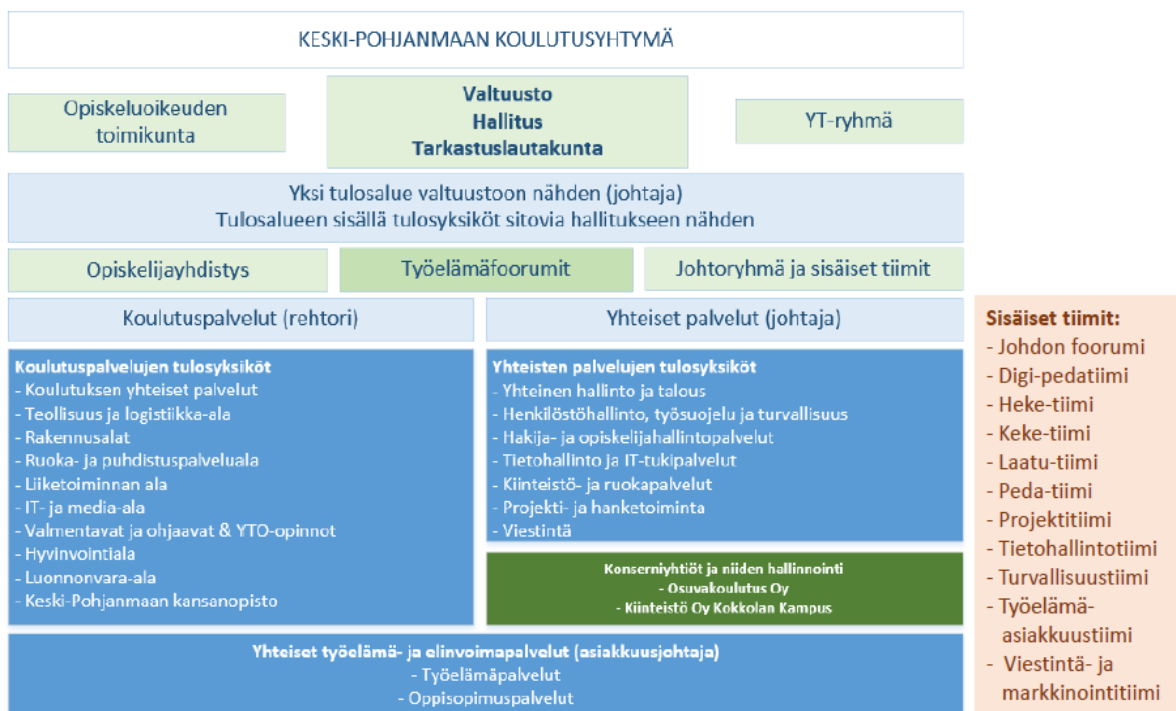 KESKI-POHJANMAAN KOULUTUSYHTYMÄ
Opiskeluoikeuden
toimikunta
Valtuusto
Hallitus
Tarkastuslautakunta
YT-ryhmä
Yksi tulosalue valtuustoon nähden (johtaja)
Tulosalueen sisällä tulosyksiköt sitovia hallitukseen nähden
Opiskelijayhdistys
Työelämäfoorumit
Johtoryhmä ja sisäiset tiimit
Koulutuspalvelut (rehtori)
Yhteiset palvelut (johtaja)
Koulutuspalvelujen tulosyksiköt
- Koulutuksen yhteiset palvelut
- Teollisuus ja logistiikka-ala
- Rakennusalat
- Ruoka- ja puhdistuspalveluala
- Liiketoiminnan ala
- IT- ja media-ala
- Valmentavat ja ohjaavat & YTO-opinnot
- Hyvinvointiala
- Luonnonvara-ala
- Keski-Pohjanmaan kansanopisto
Yhteisten palvelujen tulosyksiköt
- Yhteinen hallinto ja talous
- Henkilöstöhallinto, työsuojelu ja turvallisuus
- Hakija- ja opiskelijahallintopalvelut
- Tietohallinto ja IT-tukipalvelut
- Kiinteistö- ja ruokapalvelut
- Projekti- ja hanketoiminta
- Viestintä
Konserniyhtiöt ja niiden hallinnointi
- Osuvakoulutus Oy
- Kiinteistö Oy Kokkolan Kampus
Yhteiset työelämä- ja elinvoimapalvelut (asiakkuusjohtaja)
- Työelämäpalvelut
- Oppisopimuspalvelut
Sisäiset tiimit:
- Johdon foorumi
- Digi-pedatiimi
- Heke-tiimi
- Keke-tiimi
- Laatu-tiimi
- Peda-tiimi
- Projektitiimi
- Tietohallintotiimi
- Turvallisuustiimi
- Työelämä-
asiakkuustiimi
- Viestintä- ja
markkinointitiimi